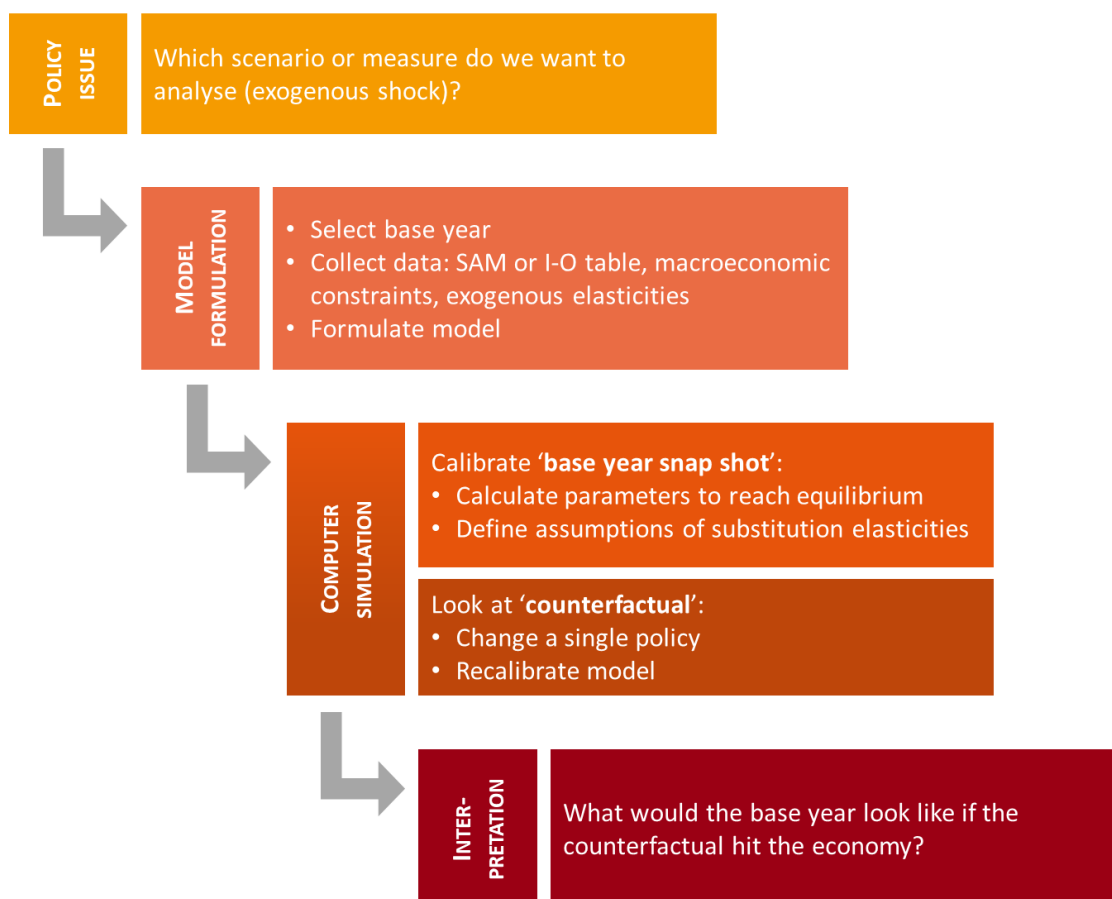 POLICY
ISSUE
Which scenario or measure do we want to
analyse (exogenous shock)?
MODEL
FORMULATION
• Select base year
• Collect data: SAM or I-O table, macroeconomic
constraints, exogenous elasticities
• Formulate model
COMPUTER
SIMULATION
Calibrate ‘base year snap shot’:
• Calculate parameters to reach equilibrium
• Define assumptions of substitution elasticities
Look at ‘counterfactual’:
• Change a single policy
• Recalibrate model
INTER-
PRETATION
What would the base year look like if the
counterfactual hit the economy?